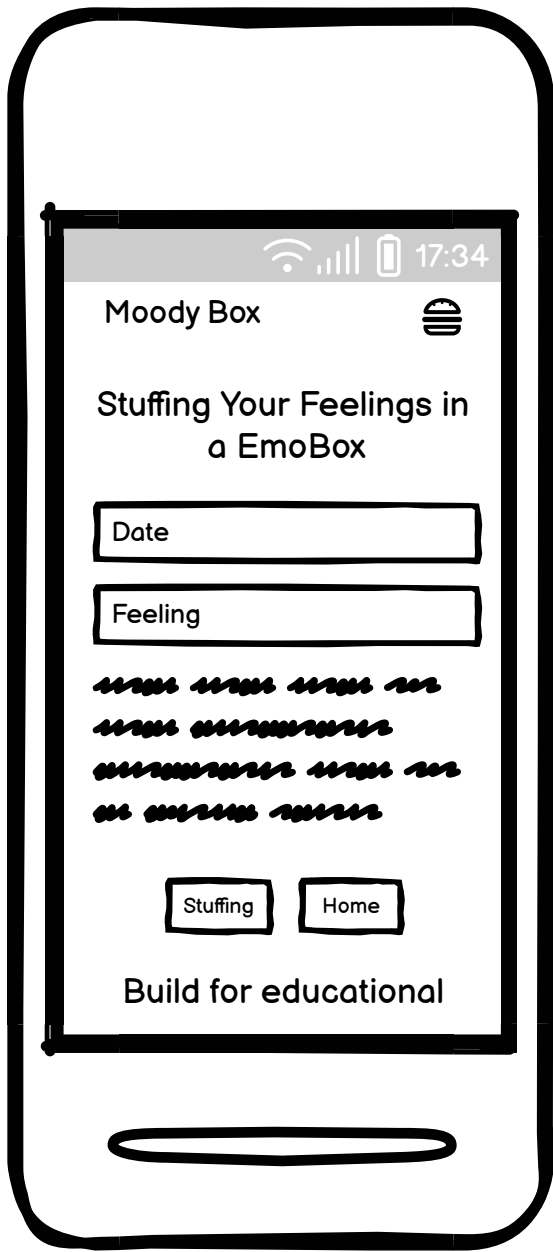 17:34
Moody Box
Stuffing Your Feelings in
a EmoBox
Date
Feeling
Stuffing
Home
Build for educational